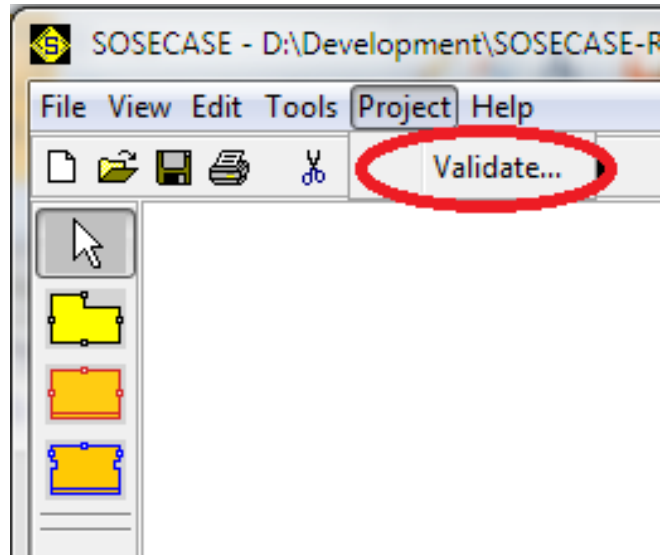 S SOSECASE - D:\Development\SOSECASE-R
File View Edit Tools Project Help
Validate...